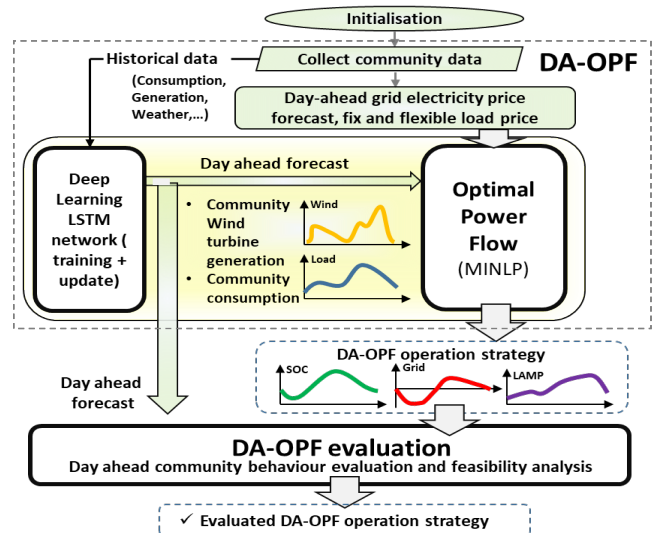 Initialisation
Collect community data
DA-OPF
Historical data
(Consumption,
Generation,
Weather,...)
Day-ahead grid electricity price
forecast, fix and flexible load price
Day ahead forecast
Deep
Learning
LSTM
network (
training +
update)
• Community
Wind
turbine
generation
• Community
consumption
Wind
Load
Optimal
Power
Flow
(MINLP)
DA-OPF operation strategy
SOC
Grid
LAMP
Day ahead
forecast
DA-OPF evaluation
Day ahead community behaviour evaluation and feasibility analysis
✓ Evaluated DA-OPF operation strategy